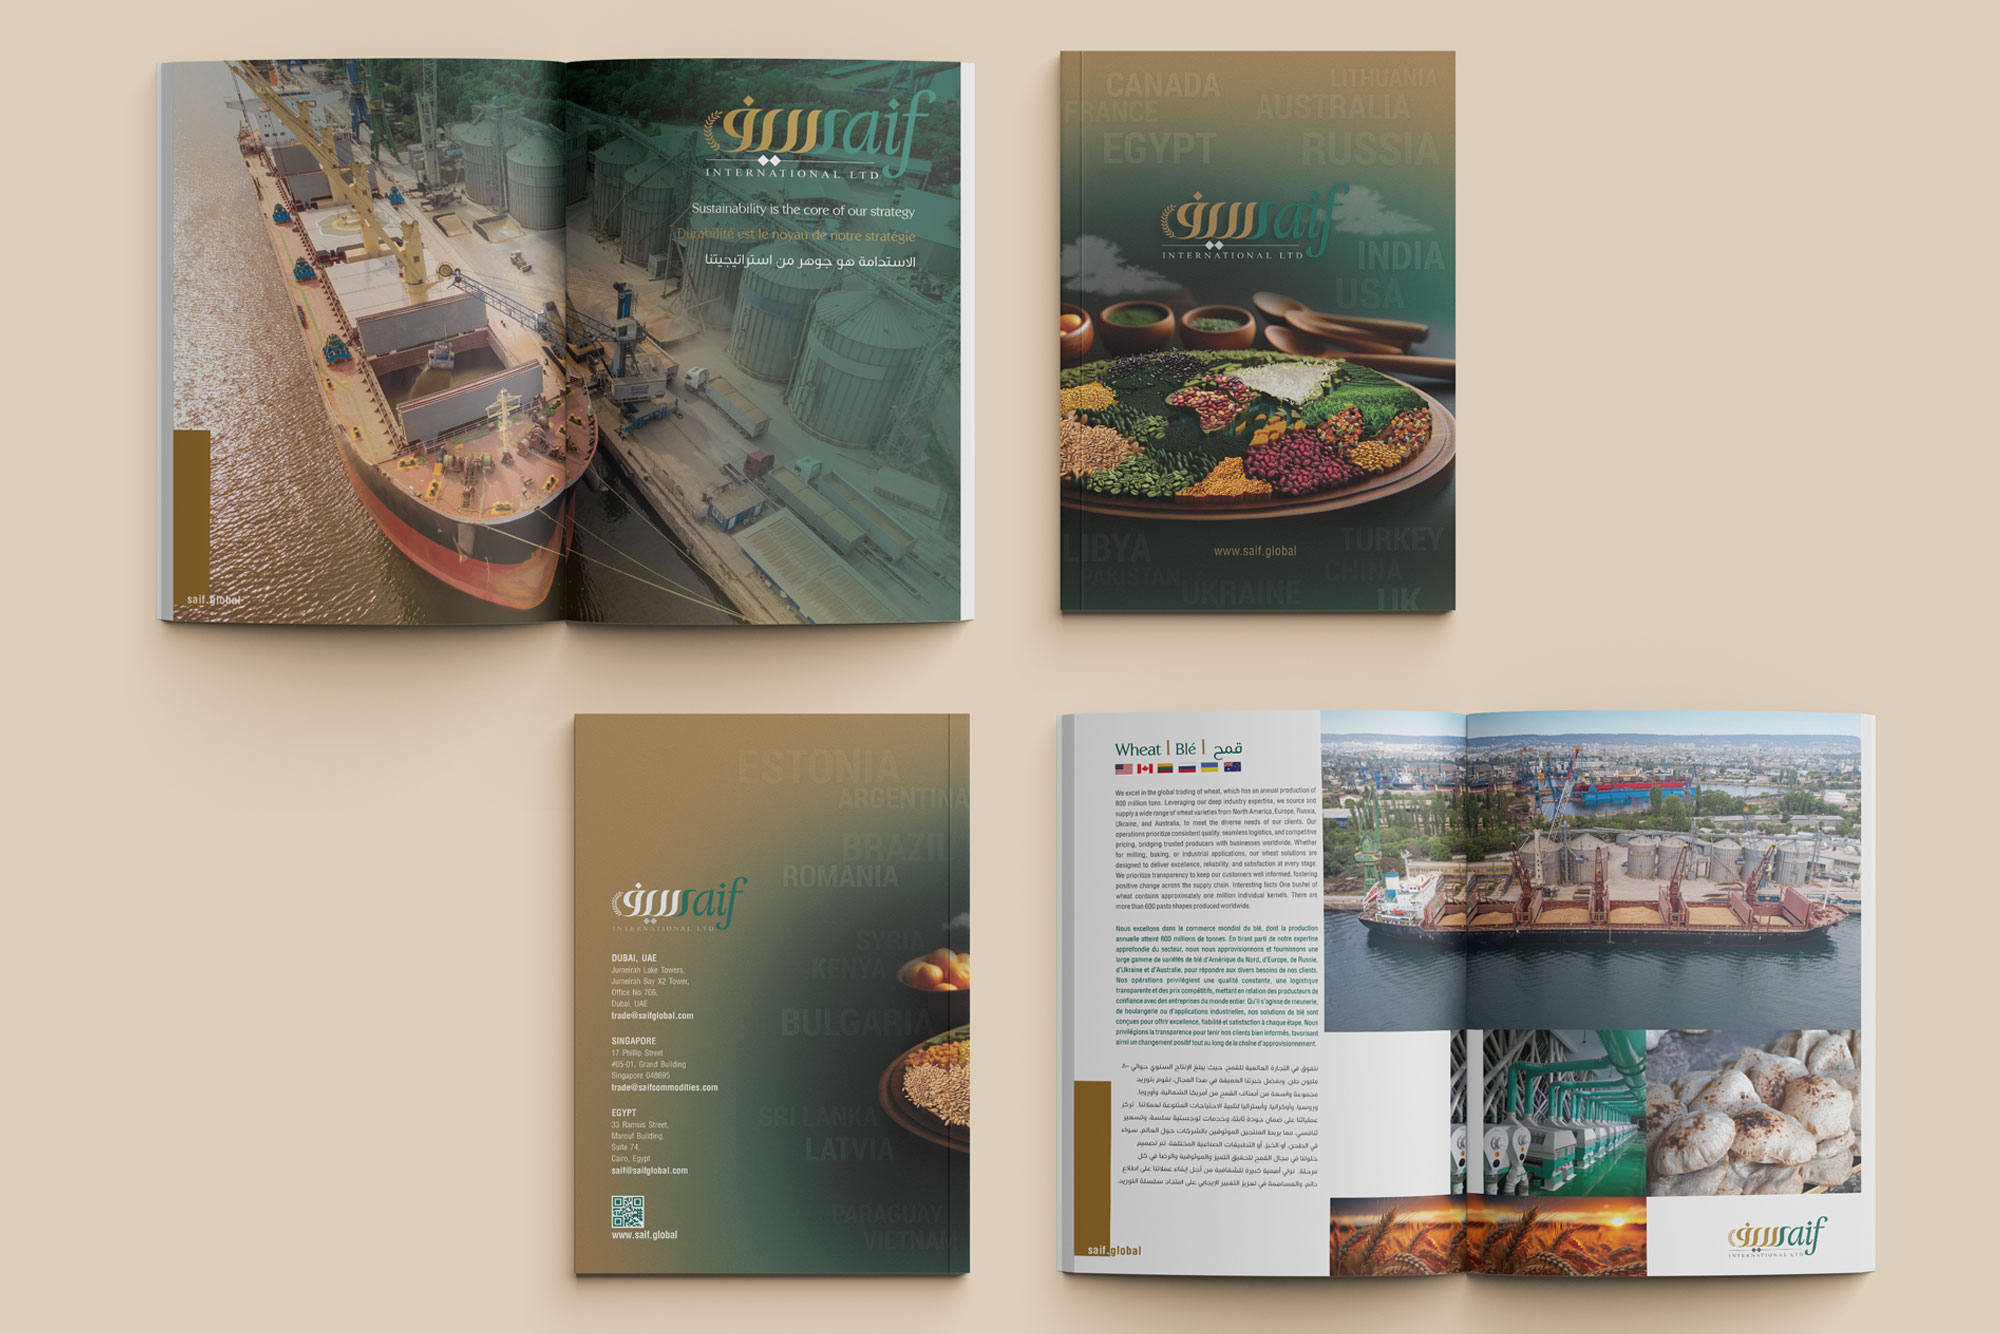 سيف saif
INTERNATIONAL LTD
Sustainability is the core of our strategy
Durabilité est le noyau de notre stratégie
الاستدامة هو جوهر من استراتيجيتنا
saif.global
CANADA
LITHUANIA
FRANCE
AUSTRALIA
EGYPT
RUSSIA
سيف saif
INTERNATIONAL LTD
INDIA
USA
LIBYA
www.saif.global
TURKEY
PAKISTAN
CHINA
UKRAINE
UK
ESTONIA
ARGENTINA
BRAZIL
ROMANIA
سيف saif
INTERNATIONAL LTD
SYRIA
KENYA
BULGARIA
SRI LANKA
LATVIA
PARAGUAY
VIETNAM
DUBAI, UAE
Jumeirah Lake Towers,
Jumeirah Bay X2 Tower,
Office No 706,
Dubai, UAE
trade@saifglobal.com
SINGAPORE
17 Phillip Street
#05-01, Grand Building
Singapore 048695
trade@saifcommodities.com
EGYPT
33 Ramsis Street,
Marouf Building,
Suite 74,
Cairo, Egypt
saif@saifglobal.com
www.saif.global
Wheat | Blé | قمح
We excel in the global trading of wheat, which has an annual production of
800 million tons. Leveraging our deep industry expertise, we source and
supply a wide range of wheat varieties from North America, Europe, Russia,
Ukraine, and Australia, to meet the diverse needs of our clients. Our
operations prioritize consistent quality, seamless logistics, and competitive
pricing, bridging trusted producers with businesses worldwide. Whether
for milling, baking, or industrial applications, our wheat solutions are
designed to deliver excellence, reliability, and satisfaction at every stage.
We prioritize transparency to keep our customers well informed, fostering
positive change across the supply chain. Interesting facts One bushel of
wheat contains approximately one million individual kernels. There are
more than 600 pasta shapes produced worldwide.
Nous excellons dans le commerce mondial du blé, dont la production
annuelle atteint 800 millions de tonnes. En tirant parti de notre expertise
approfondie du secteur, nous nous approvisionnons et fournissons une
large gamme de variétés de blé d'Amérique du Nord, d'Europe, de Russie,
d'Ukraine et d'Australie, pour répondre aux divers besoins de nos clients.
Nos opérations privilégient une qualité constante, une logistique
transparente et des prix compétitifs, mettant en relation des producteurs de
confiance avec des entreprises du monde entier. Qu'il s'agisse de meunerie,
de boulangerie ou d'applications industrielles, nos solutions de blé sont
conçues pour offrir excellence, fiabilité et satisfaction à chaque étape. Nous
privilégions la transparence pour tenir nos clients bien informés, favorisant
ainsi un changement positif tout au long de la chaîne d'approvisionnement.
نتفوق في التجارة العالمية للقمح، حيث يبلغ الإنتاج السنوي حوالي ٨٠٠
مليون طن. وبفضل خبرتنا العميقة في هذا المجال، نقوم بتوريد
مجموعة واسعة من أصناف القمح من أمريكا الشمالية، وأوروبا،
وروسيا، وأوكرانيا، وأستراليا لتلبية الاحتياجات المتنوعة لعملائنا. تركز
عملياتنا على ضمان جودة ثابتة، وخدمات لوجستية سلسة، وتسعير
تنافسي، مما يربط المنتجين الموثوقين بالشركات حول العالم. سواء
في الطحن، أو الخبز، أو التطبيقات الصناعية المختلفة، تم تصميم
حلولنا في مجال القمح لتحقيق التميز والموثوقية والرضا في كل
مرحلة. نولي أهمية كبيرة للشفافية من أجل إبقاء عملائنا على اطلاع
دائم، والمساهمة في تعزيز التغيير الإيجابي على امتداد سلسلة التوريد.
saif.global
سيف saif
INTERNATIONAL LTD